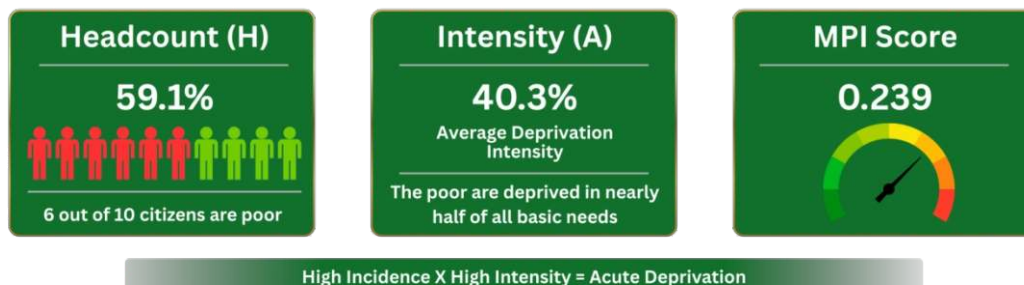 Headcount (H)
59.1%
6 out of 10 citizens are poor
Intensity (A)
40.3%
Average Deprivation
Intensity
The poor are deprived in nearly
half of all basic needs
MPI Score
0.239
High Incidence X High Intensity = Acute Deprivation